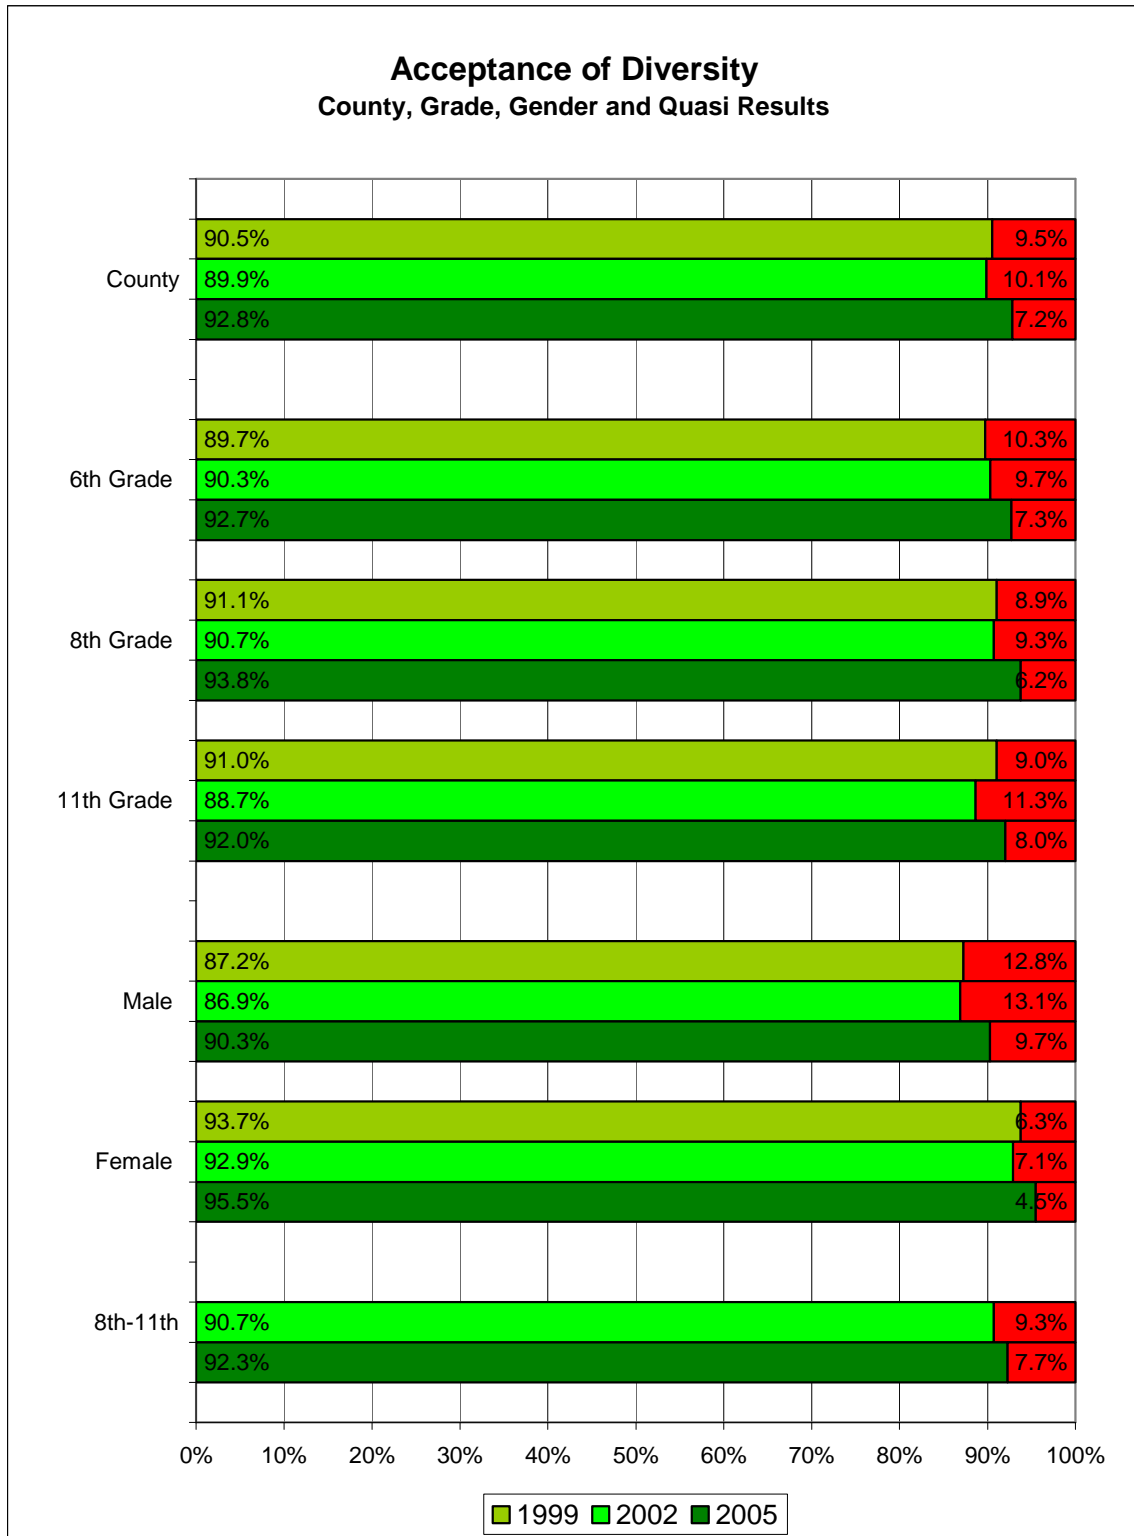 Acceptance of Diversity
County, Grade, Gender and Quasi Results
90.5% 9.5%
County 89.9% 10.1%
92.8% 7.2%
89.7% 10.3%
6th Grade 90.3% 9.7%
92.7% 7.3%
91.1% 8.9%
8th Grade 90.7% 9.3%
93.8% 6.2%
91.0% 9.0%
11th Grade 88.7% 11.3%
92.0% 8.0%
87.2% 12.8%
Male 86.9% 13.1%
90.3% 9.7%
93.7% 6.3%
Female 92.9% 7.1%
95.5% 4.5%
8th-11th 90.7% 9.3%
92.3% 7.7%
0% 10% 20% 30% 40% 50% 60% 70% 80% 90% 100%
1999 2002 2005